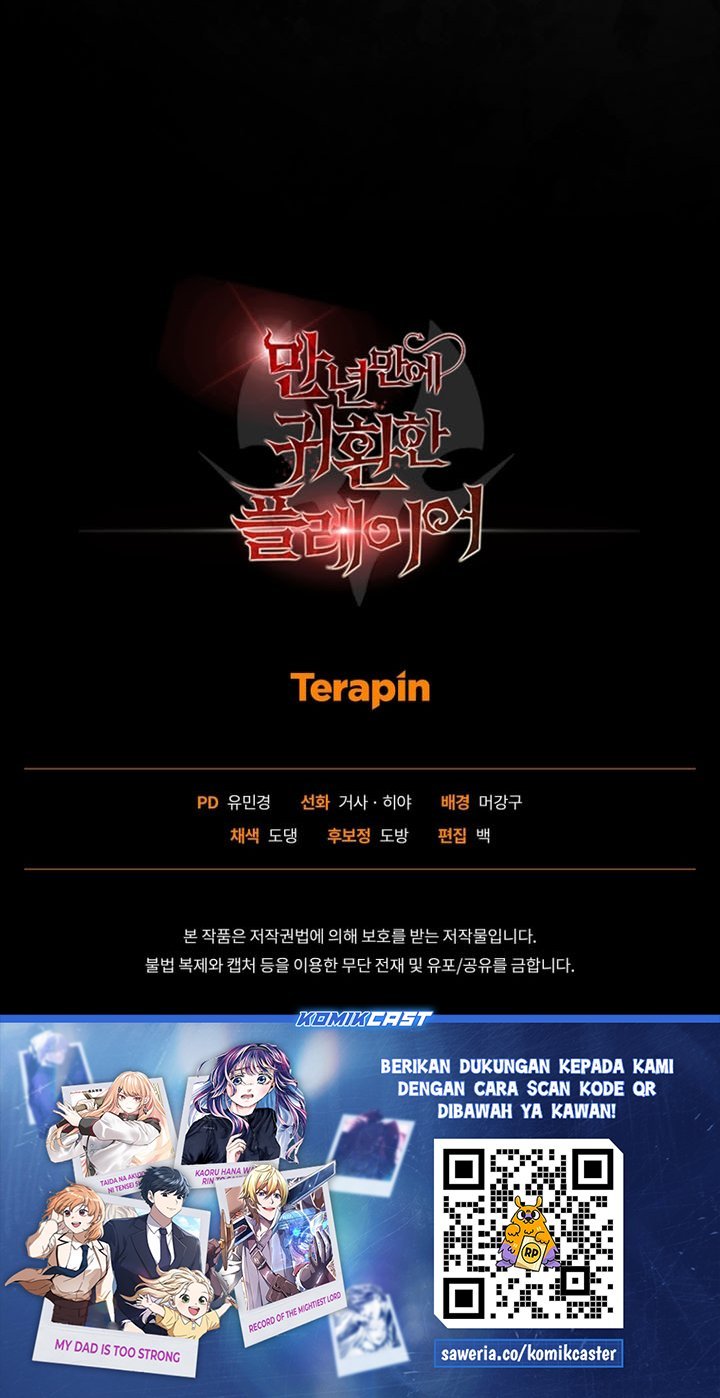 만년만에
귀환한
플레이어
Terapin
PD 유민경 선화 거사 · 히야 배경 머강구
채색 도댕 후보정 도방 편집 백
본 작품은 저작권법에 의해 보호를 받는 저작물입니다.
불법 복제와 캡처 등을 이용한 무단 전재 및 유포/공유를 금합니다.
KOMIKCAST
BERIKAN DUKUNGAN KEPADA KAMI
DENGAN CARA SCAN KODE QR
DIBAWAH YA KAWAN!
TAIDA NA
NI TENSEI
KAORU HANA WA
RIN
MY DAD IS TOO STRONG
RECORD OF THE MIGHTIEST LORD
RP
saweria.co/komikcaster